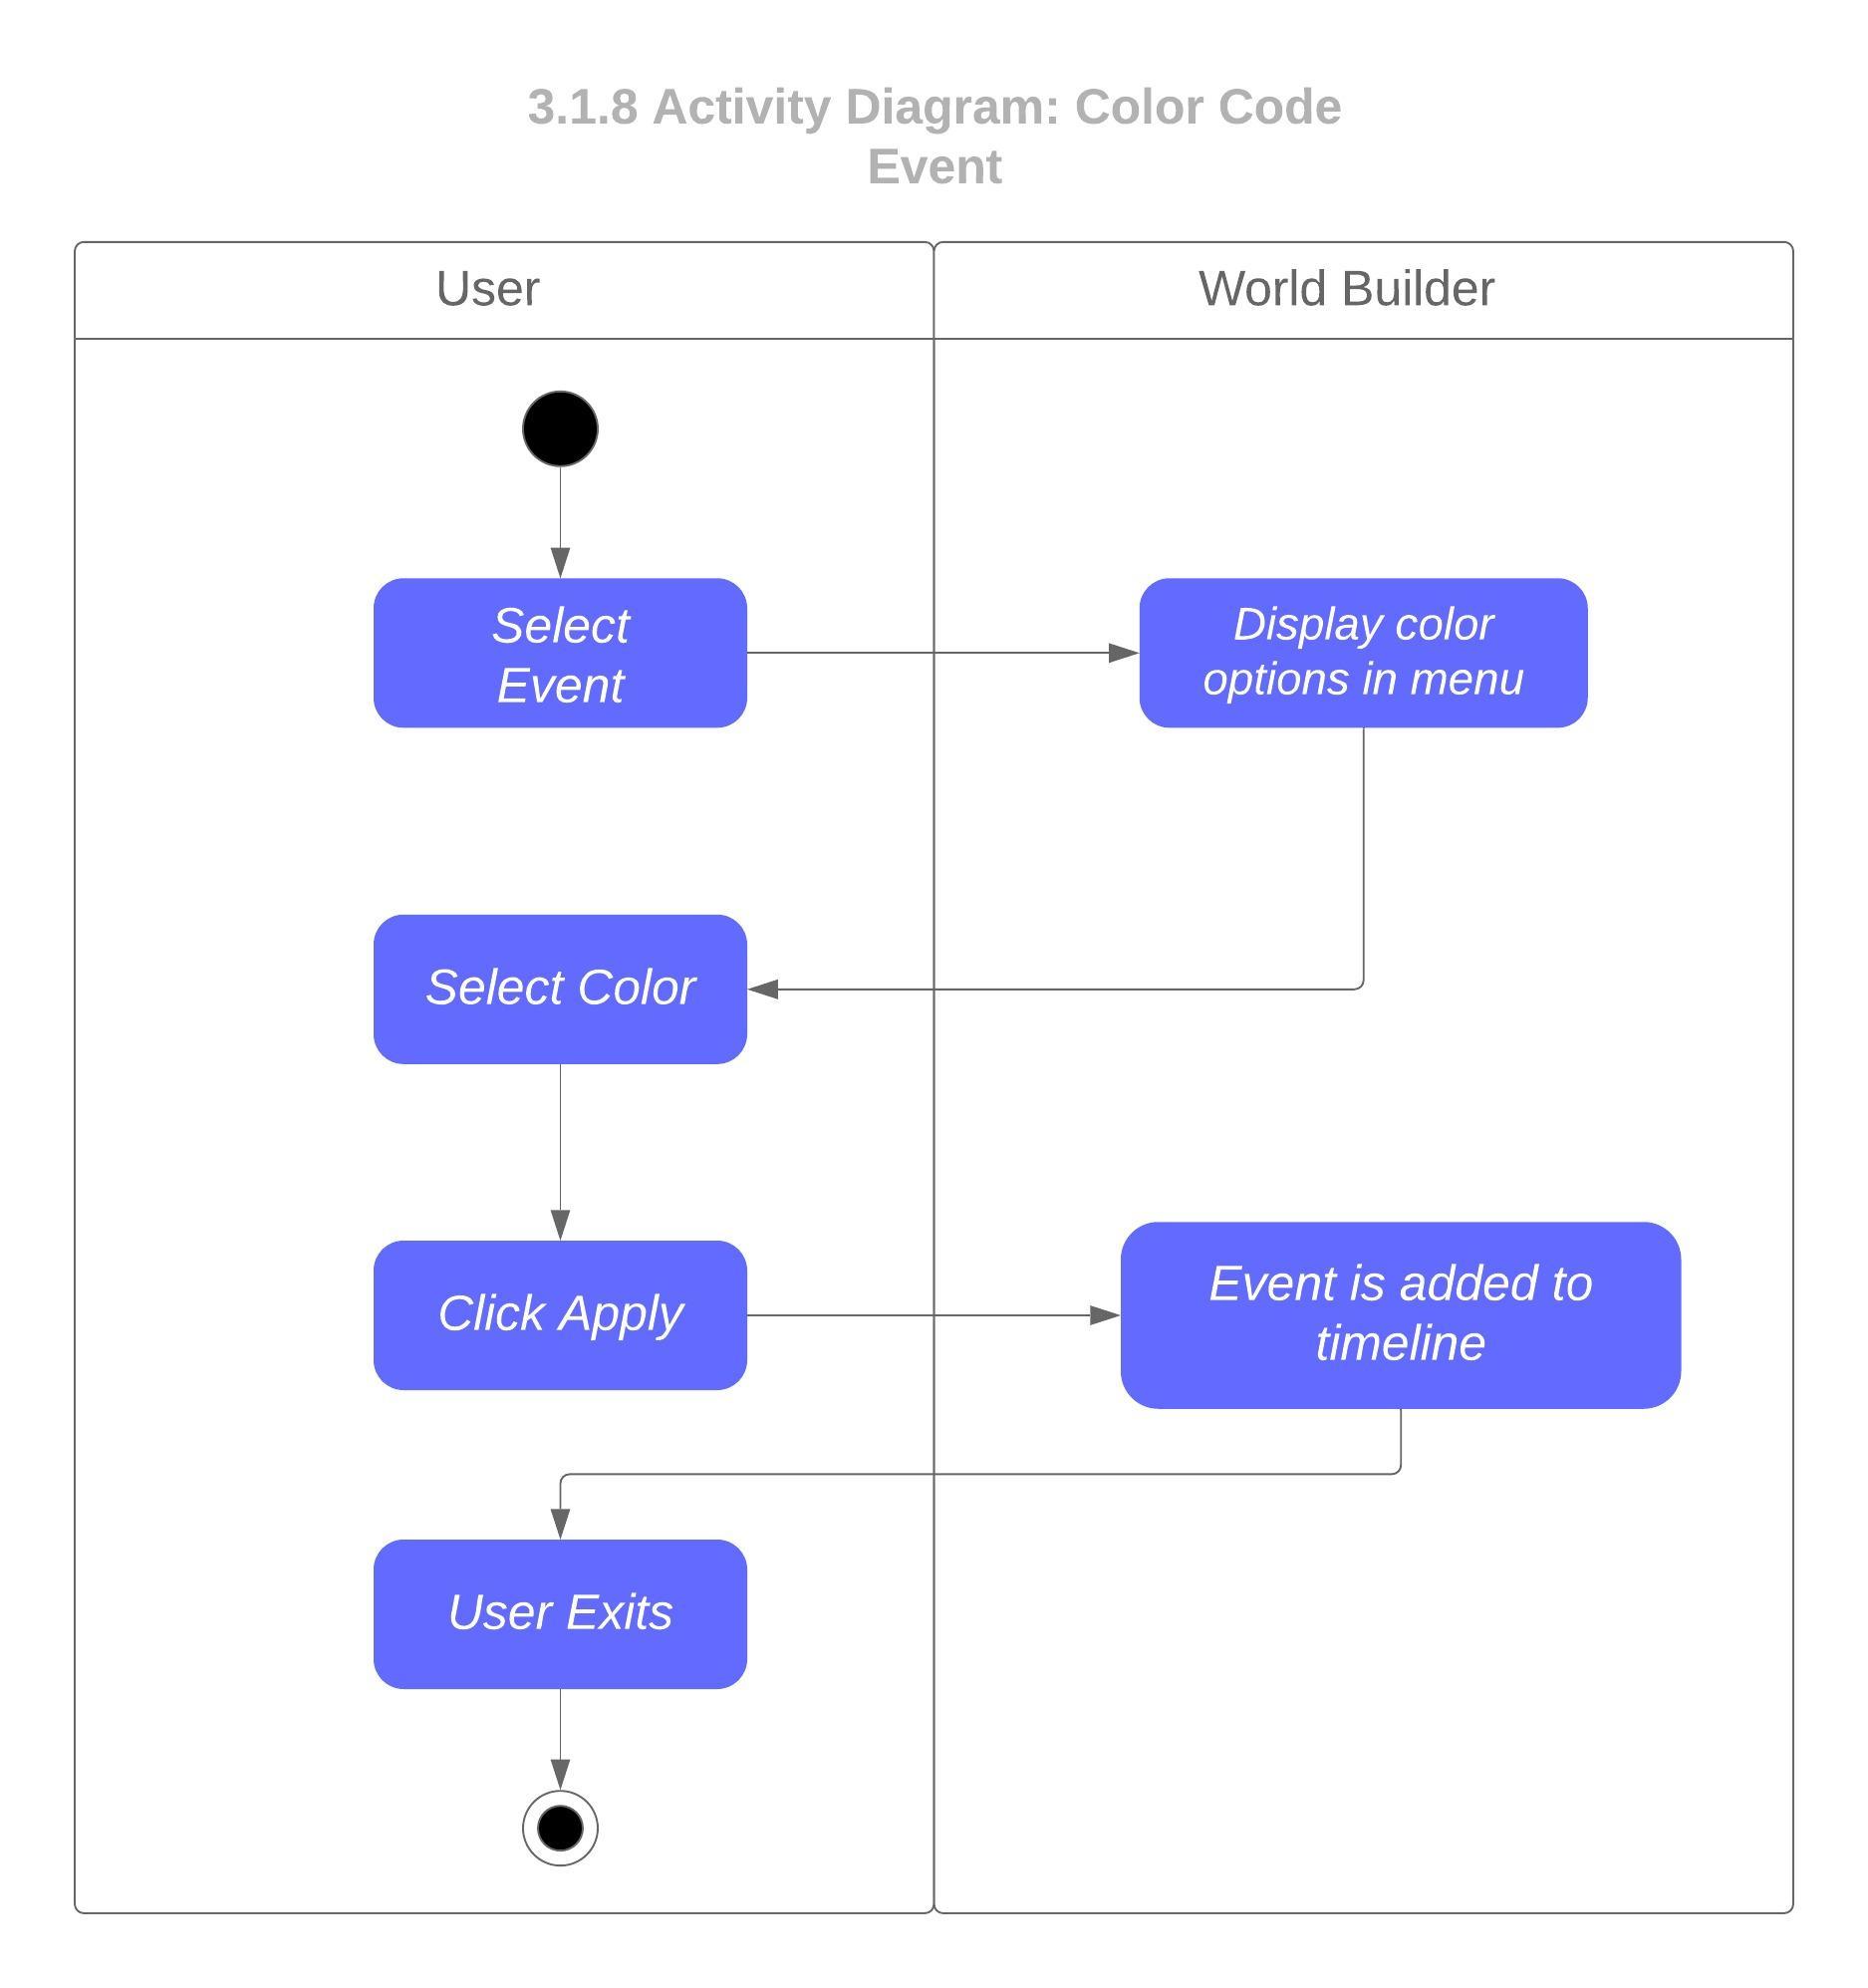 3.1.8 Activity Diagram: Color Code
Event
User
World Builder
Select
Event
Display color
options in menu
Select Color
Click Apply
Event is added to
timeline
User Exits